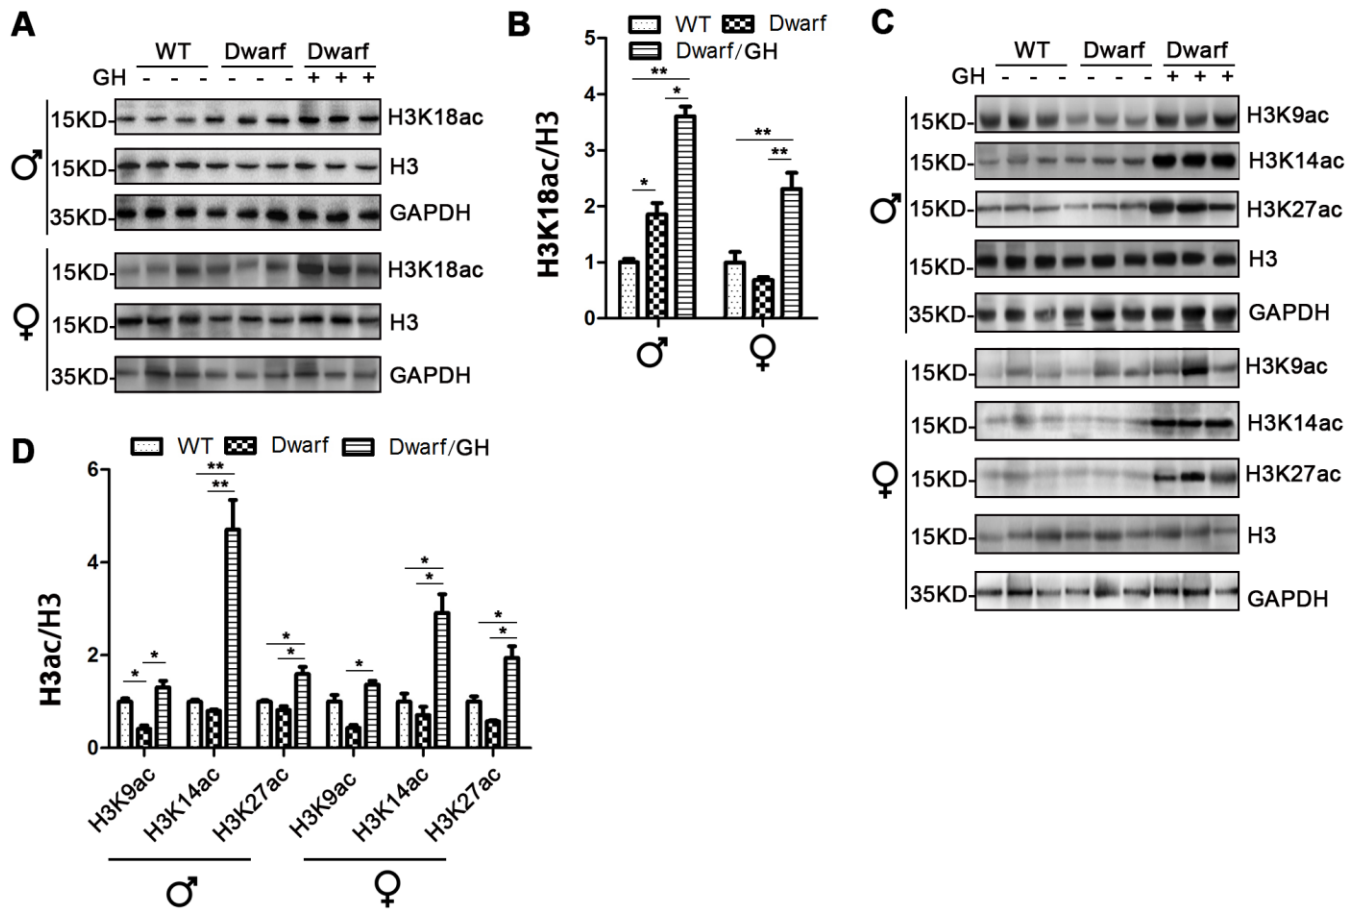 A
WT Dwarf Dwarf
GH - - - - - - + + +
♂
15KD H3K18ac
15KD H3
35KD GAPDH
♀
15KD H3K18ac
15KD H3
35KD GAPDH
B
WT Dwarf
Dwarf/GH
H3K18ac/H3
5
4
3
2
1
0
** *
*
** **
♂ ♀
C
WT Dwarf Dwarf
GH - - - - - - + + +
♂
15KD H3K9ac
15KD H3K14ac
15KD H3K27ac
15KD H3
35KD GAPDH
♀
15KD H3K9ac
15KD H3K14ac
15KD H3K27ac
15KD H3
35KD GAPDH
D
WT Dwarf Dwarf/GH
H3ac/H3
6
4
2
0
* *
** **
* *
*
* *
* *
H3K9ac H3K14ac H3K27ac H3K9ac H3K14ac H3K27ac
♂ ♀